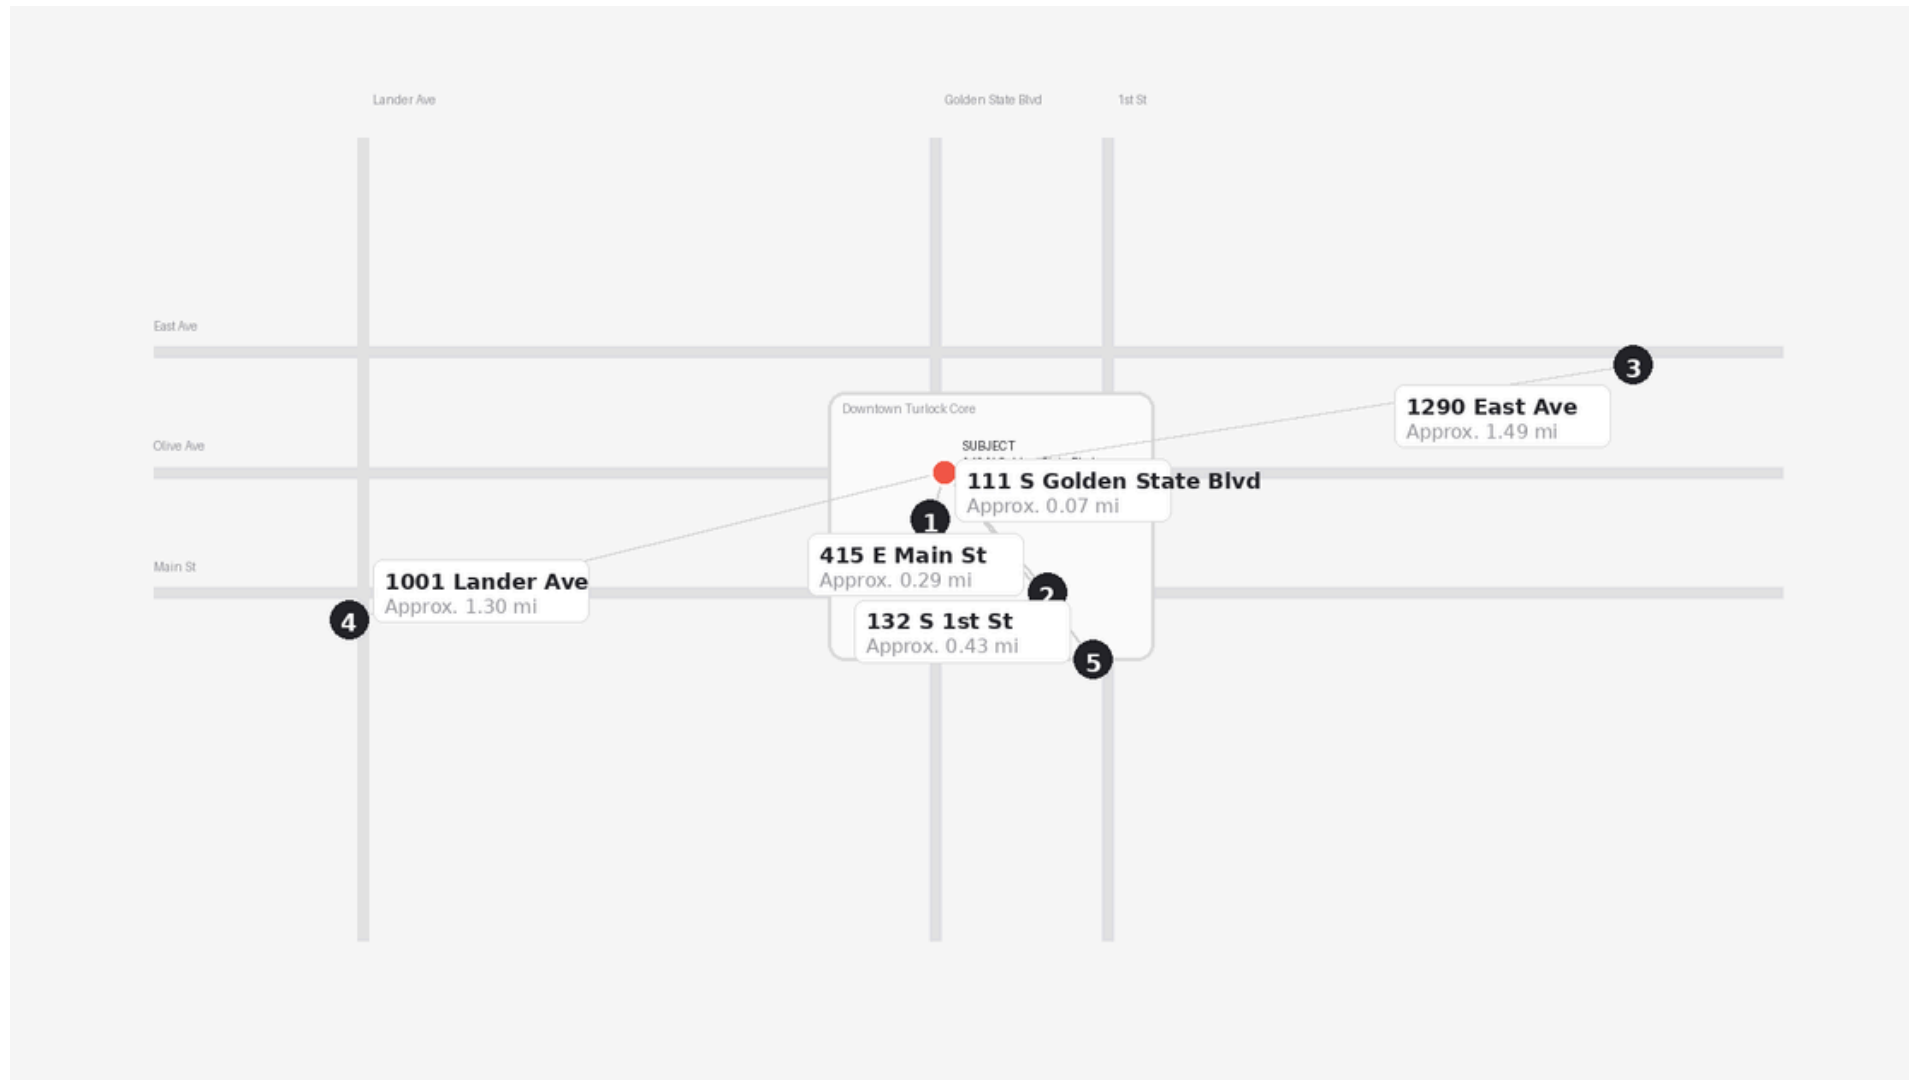 Lander Ave
Golden State Blvd
1st St
East Ave
3
1290 East Ave
Approx. 1.49 mi
Downtown Turlock Core
Olive Ave
SUBJECT
111 S Golden State Blvd
Approx. 0.07 mi
1
415 E Main St
Approx. 0.29 mi
Main St
1001 Lander Ave
Approx. 1.30 mi
2
4
132 S 1st St
Approx. 0.43 mi
5